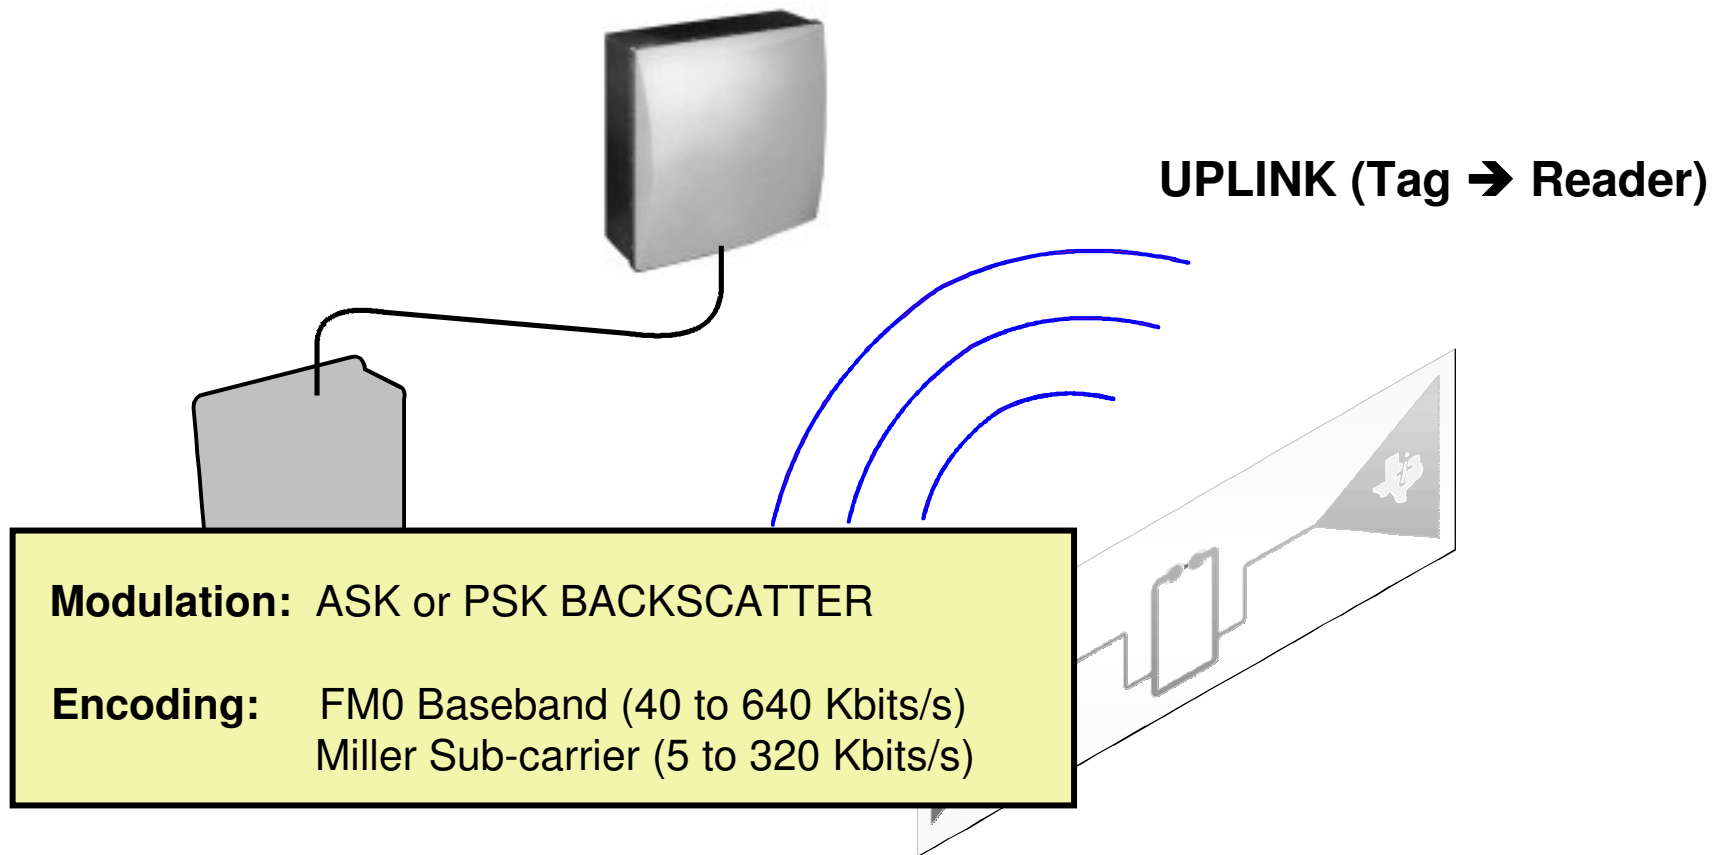 UPLINK (Tag ➔ Reader)
Modulation: ASK or PSK BACKSCATTER
Encoding: FM0 Baseband (40 to 640 Kbits/s)
Miller Sub-carrier (5 to 320 Kbits/s)